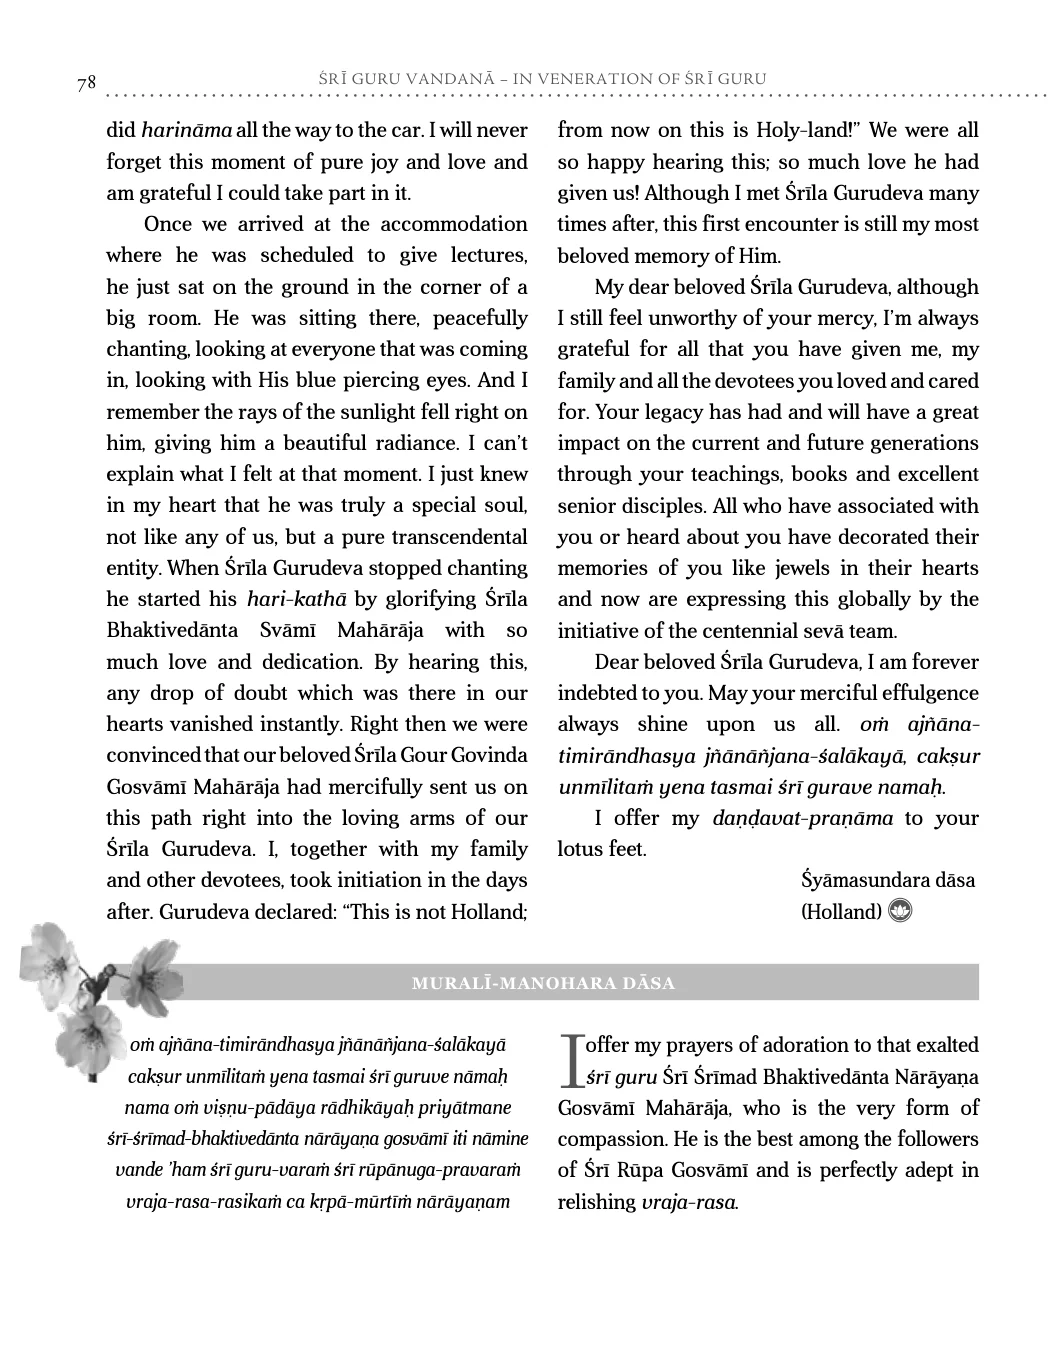 78
ŚRĪ GURU VANDANĀ – IN VENERATION OF ŚRĪ GURU
did harināma all the way to the car. I will never
forget this moment of pure joy and love and
am grateful I could take part in it.
Once we arrived at the accommodation
where he was scheduled to give lectures,
he just sat on the ground in the corner of a
big room. He was sitting there, peacefully
chanting, looking at everyone that was coming
in, looking with His blue piercing eyes. And I
remember the rays of the sunlight fell right on
him, giving him a beautiful radiance. I can’t
explain what I felt at that moment. I just knew
in my heart that he was truly a special soul,
not like any of us, but a pure transcendental
entity. When Śrīla Gurudeva stopped chanting
he started his hari-kathā by glorifying Śrīla
Bhaktivedānta Svāmī Mahārāja with so
much love and dedication. By hearing this,
any drop of doubt which was there in our
hearts vanished instantly. Right then we were
convinced that our beloved Śrīla Gour Govinda
Gosvāmī Mahārāja had mercifully sent us on
this path right into the loving arms of our
Śrīla Gurudeva. I, together with my family
and other devotees, took initiation in the days
after. Gurudeva declared: “This is not Holland;
from now on this is Holy-land!” We were all
so happy hearing this; so much love he had
given us! Although I met Śrīla Gurudeva many
times after, this first encounter is still my most
beloved memory of Him.
My dear beloved Śrīla Gurudeva, although
I still feel unworthy of your mercy, I’m always
grateful for all that you have given me, my
family and all the devotees you loved and cared
for. Your legacy has had and will have a great
impact on the current and future generations
through your teachings, books and excellent
senior disciples. All who have associated with
you or heard about you have decorated their
memories of you like jewels in their hearts
and now are expressing this globally by the
initiative of the centennial sevā team.
Dear beloved Śrīla Gurudeva, I am forever
indebted to you. May your merciful effulgence
always shine upon us all. oṁ ajñāna-
timirāndhasya jñānāñjana-śalākayā, cakṣur
unmīlitaṁ yena tasmai śrī gurave namaḥ.
I offer my daṇḍavat-praṇāma to your
lotus feet.
Śyāmasundara dāsa
(Holland)
MURALĪ-MANOHARA DĀSA
oṁ ajñāna-timirāndhasya jñānāñjana-śalākayā
cakṣur unmīlitaṁ yena tasmai śrī guruve nāmaḥ
nama oṁ viṣṇu-pādāya rādhikāyaḥ priyātmane
śrī-śrīmad-bhaktivedānta nārāyaṇa gosvāmī iti nāmine
vande ’ham śrī guru-varaṁ śrī rūpānuga-pravaraṁ
vraja-rasa-rasikaṁ ca kṛpā-mūrtīṁ nārāyaṇam
I offer my prayers of adoration to that exalted
śrī guru Śrī Śrīmad Bhaktivedānta Nārāyaṇa
Gosvāmī Mahārāja, who is the very form of
compassion. He is the best among the followers
of Śrī Rūpa Gosvāmī and is perfectly adept in
relishing vraja-rasa.